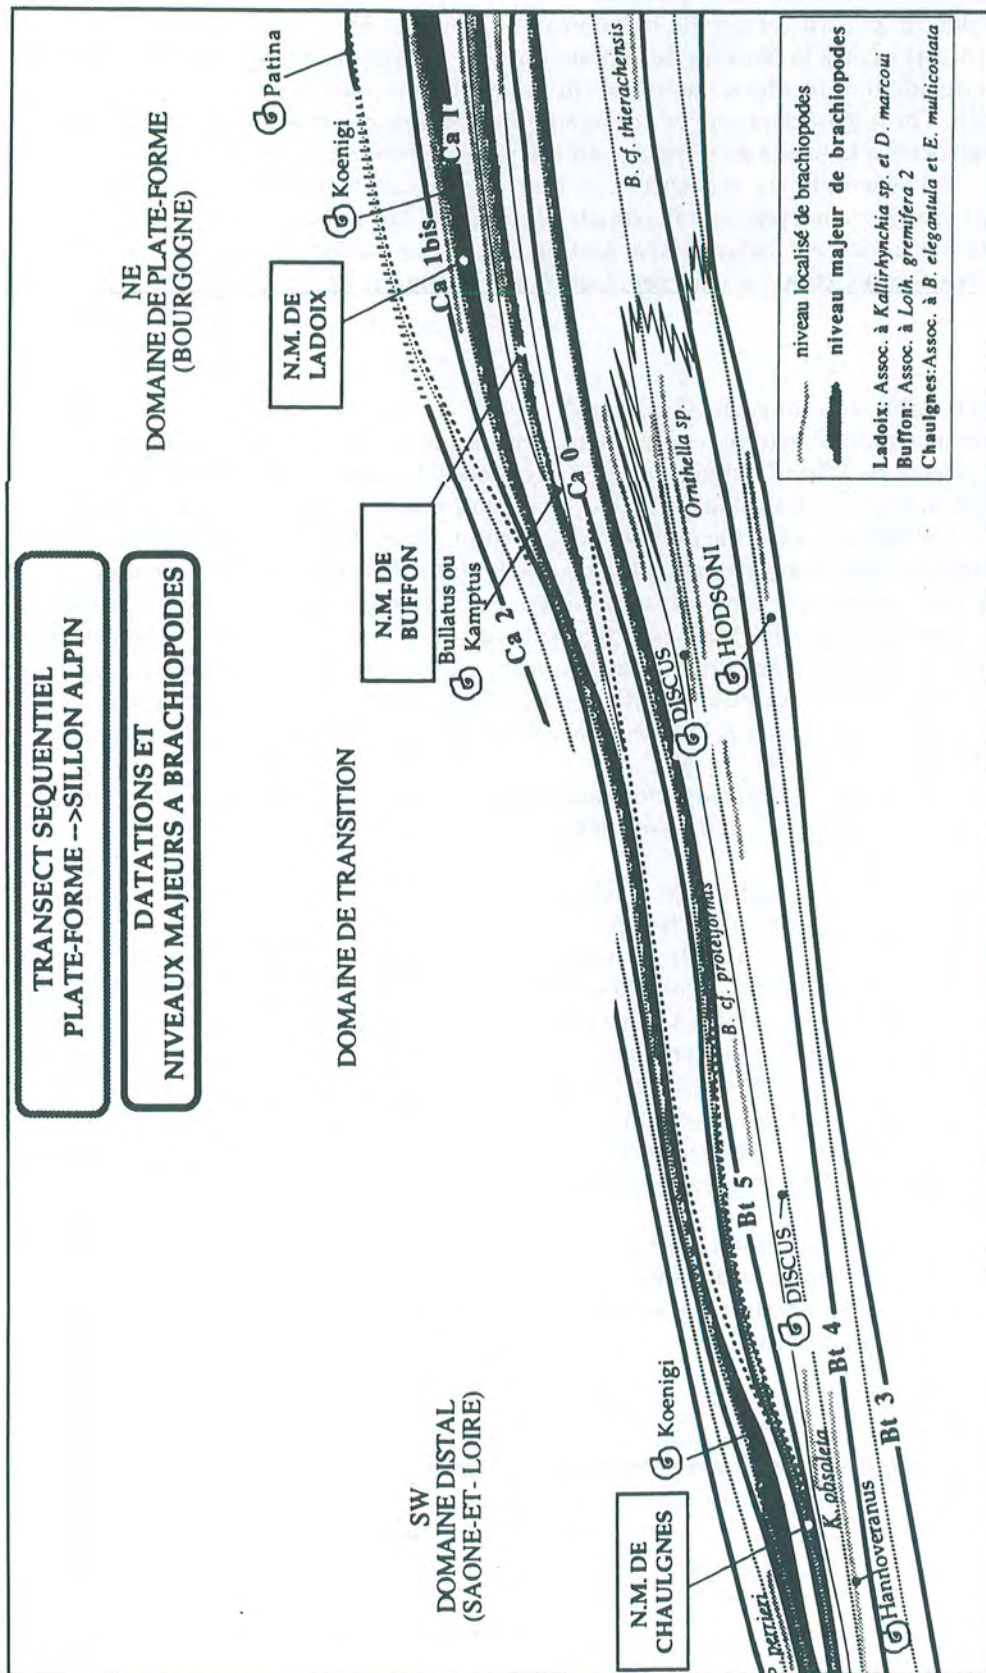 TRANSECT SEQUENTIEL
PLATE-FORME -->SILLON ALPIN
DATATIONS ET
NIVEAUX MAJEURS A BRACHIOPODES
SW
DOMAINE DISTAL
(SAONE-ET- LOIRE)
DOMAINE DE TRANSITION
NE
DOMAINE DE PLATE-FORME
(BOURGOGNE)
N.M. DE
CHAULGNES
Koenigi
N.M. DE
BUFFON
Bullatus ou
Kamptus
N.M. DE
LADOIX
Koenigi
Patina
Ca 2
Ca 1bis
Ca 1
Ca 0
perrieri
Bt 5
B. cf. proteiformis
DISCUS
Ornithella sp.
B. cf. thierachensis
HODSONI
DISCUS
K. obsoleta
Bt 4
Hannoveranus
Bt 3
niveau localisé de brachiopodes
niveau majeur de brachiopodes
Ladoix: Assoc. à Kallirynchia sp. et D. marcoui
Buffon: Assoc. à Loth. gremifera 2
Chaulgnes: Assoc. à B. elegantula et E. multicostata